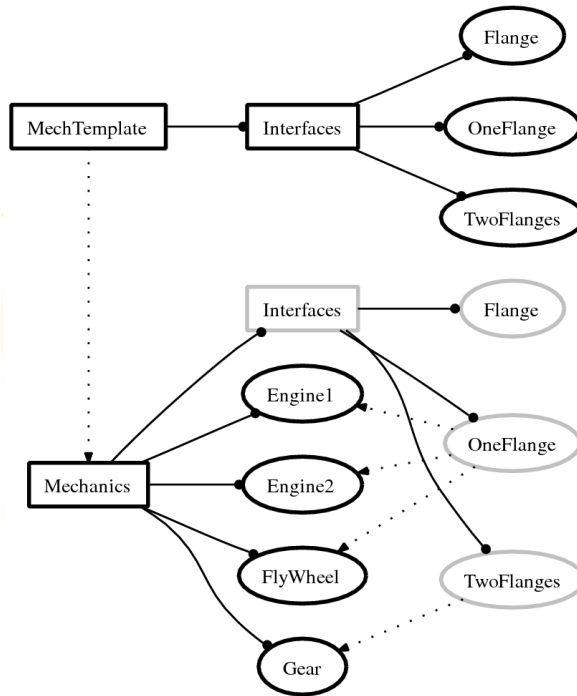 Flange
MechTemplate
Interfaces
OneFlange
TwoFlanges
Interfaces
Flange
Engine1
OneFlange
Mechanics
Engine2
FlyWheel
TwoFlanges
Gear